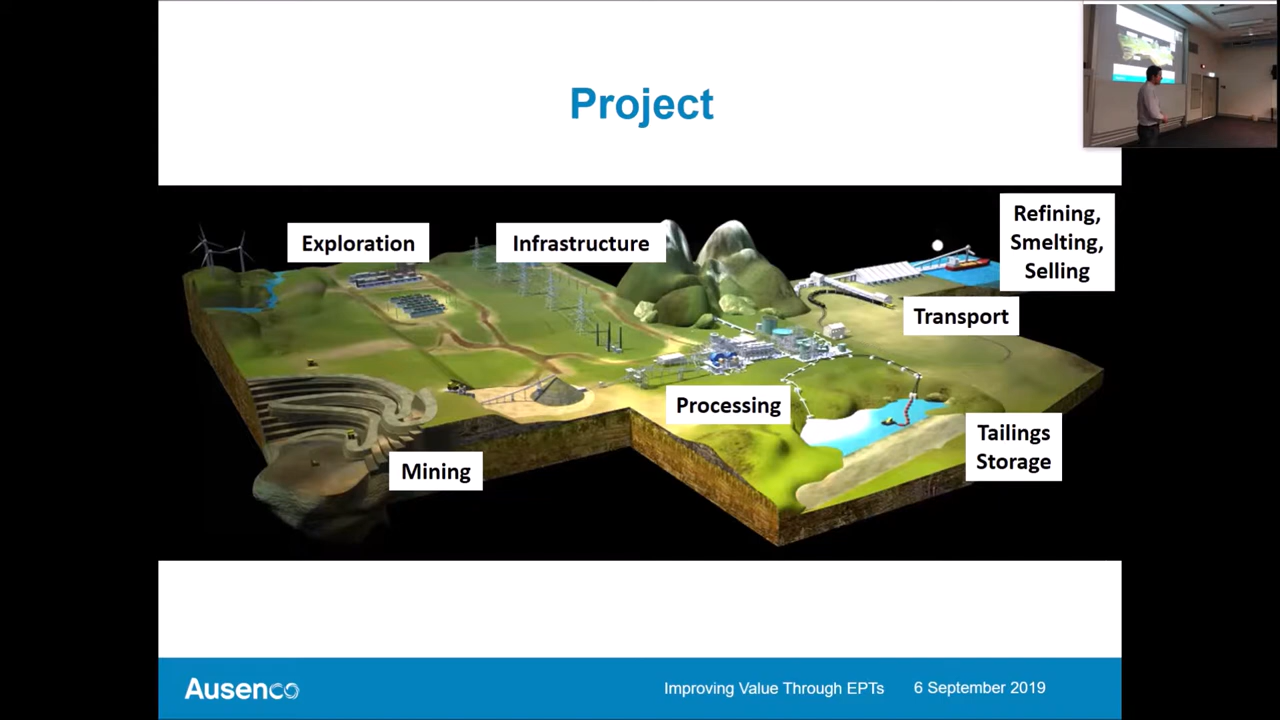 Project
Exploration
Infrastructure
Refining,
Smelting,
Selling
Transport
Processing
Tailings
Storage
Mining
Ausenco
Improving Value Through EPTs
6 September 2019